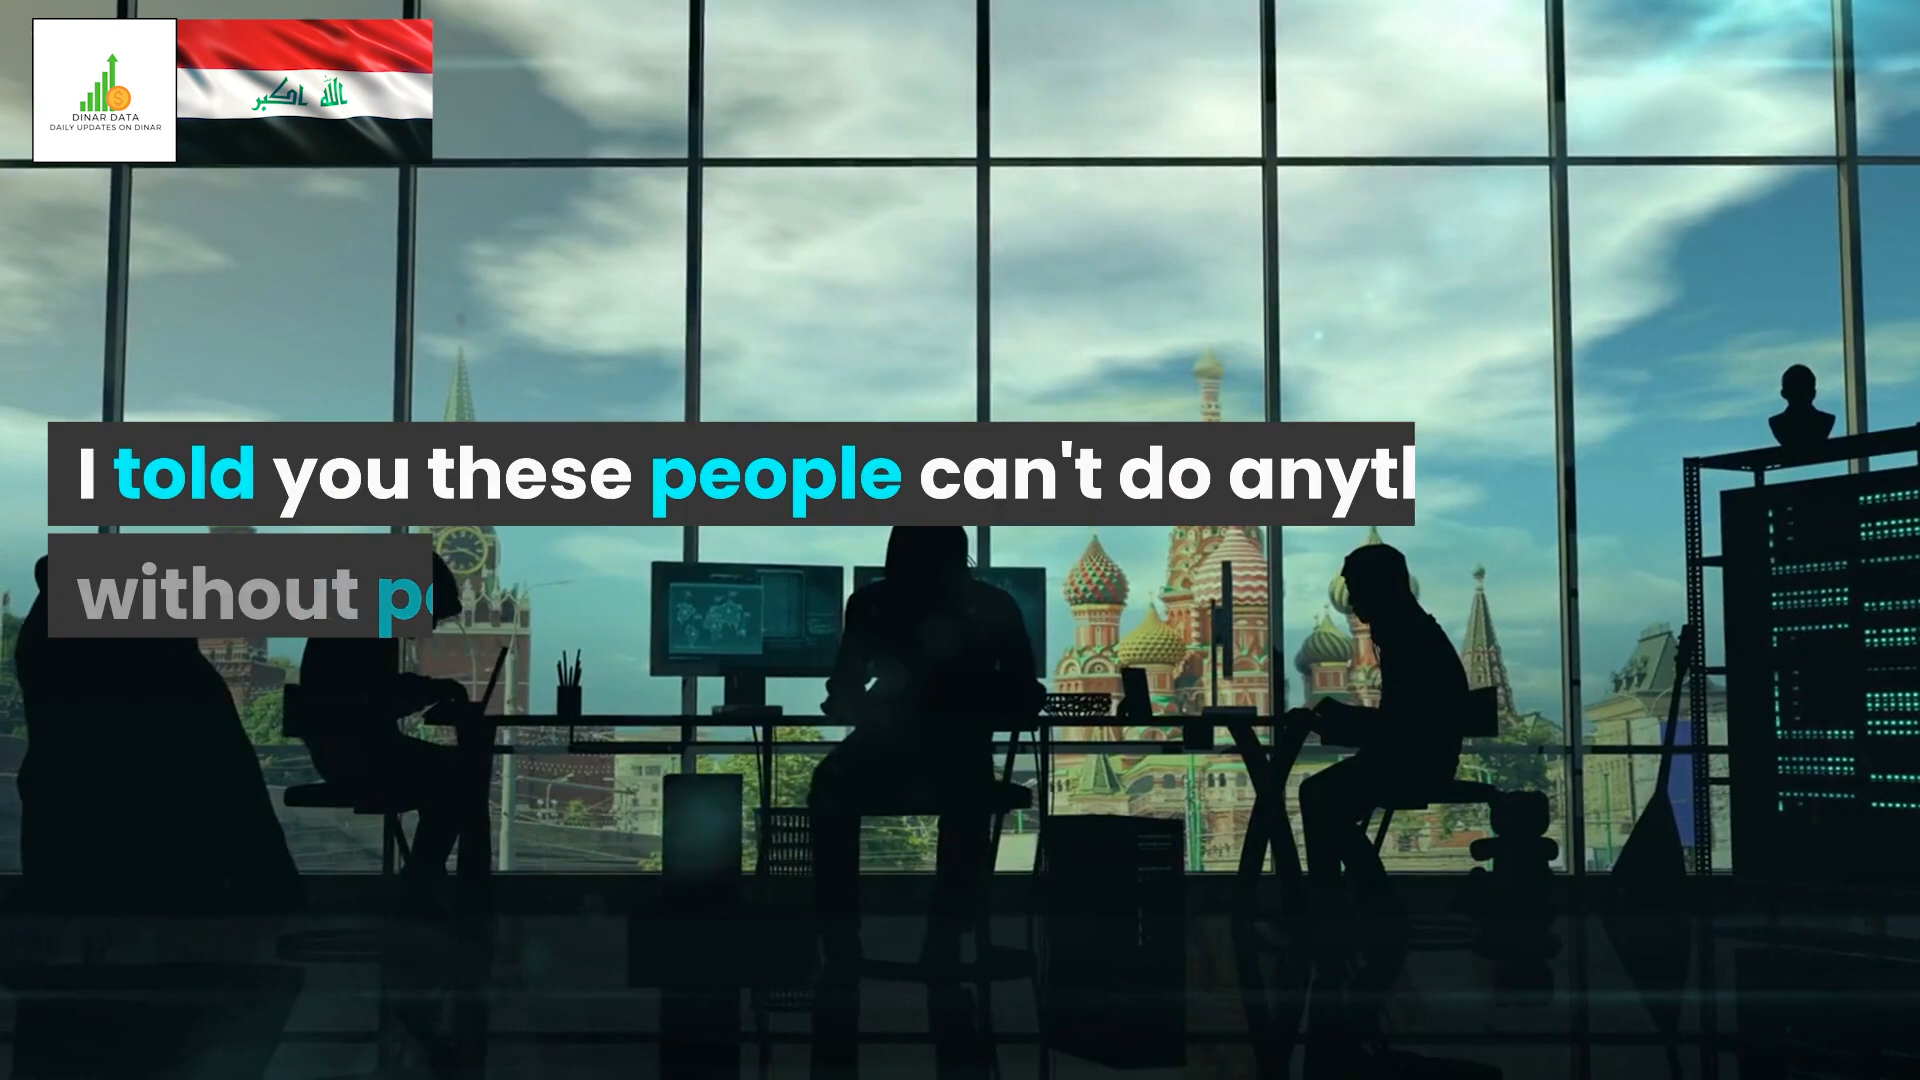 DINAR DATA
DAILY UPDATES ON DINAR
الله اكبر
I told you these people can't do
without